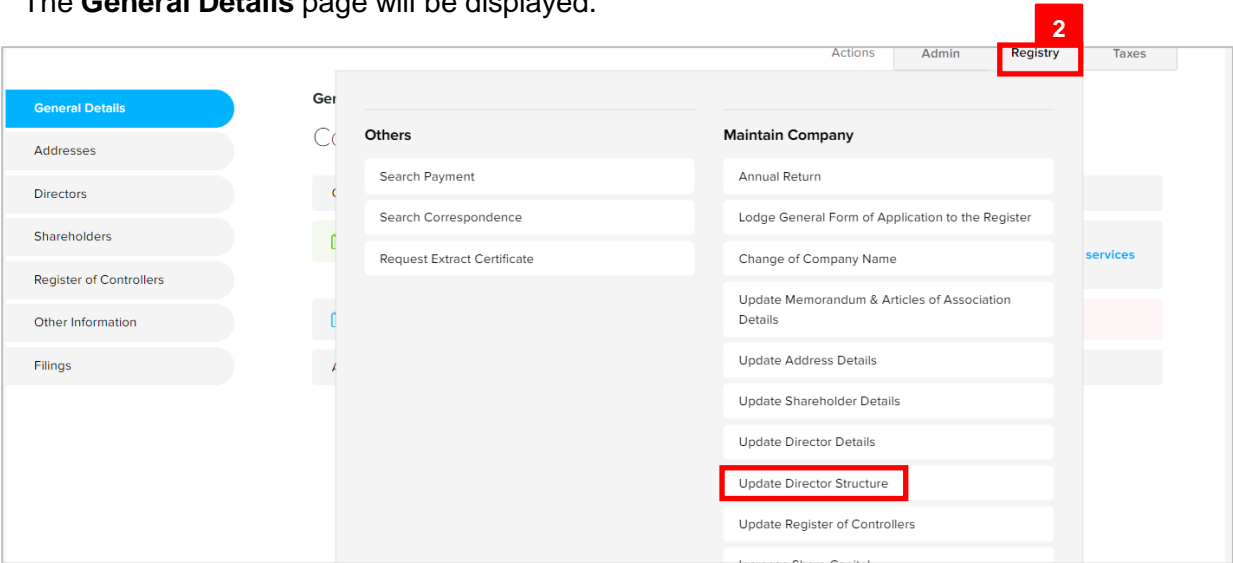 The General Details page will be displayed.
2
Actions Admin Registry Taxes
General Details
Addresses
Directors
Shareholders
Register of Controllers
Other Information
Filings
Others
Search Payment
Search Correspondence
Request Extract Certificate
Maintain Company
Annual Return
Lodge General Form of Application to the Register
Change of Company Name
Update Memorandum & Articles of Association
Details
Update Address Details
Update Shareholder Details
Update Director Details
Update Director Structure
Update Register of Controllers
services